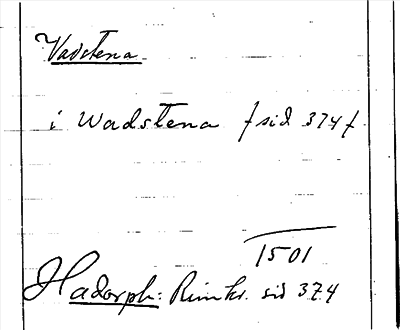 Vadstena.
i Wadstena f sid 374 f.
1501
Hadorph: Rimkr. sid 374